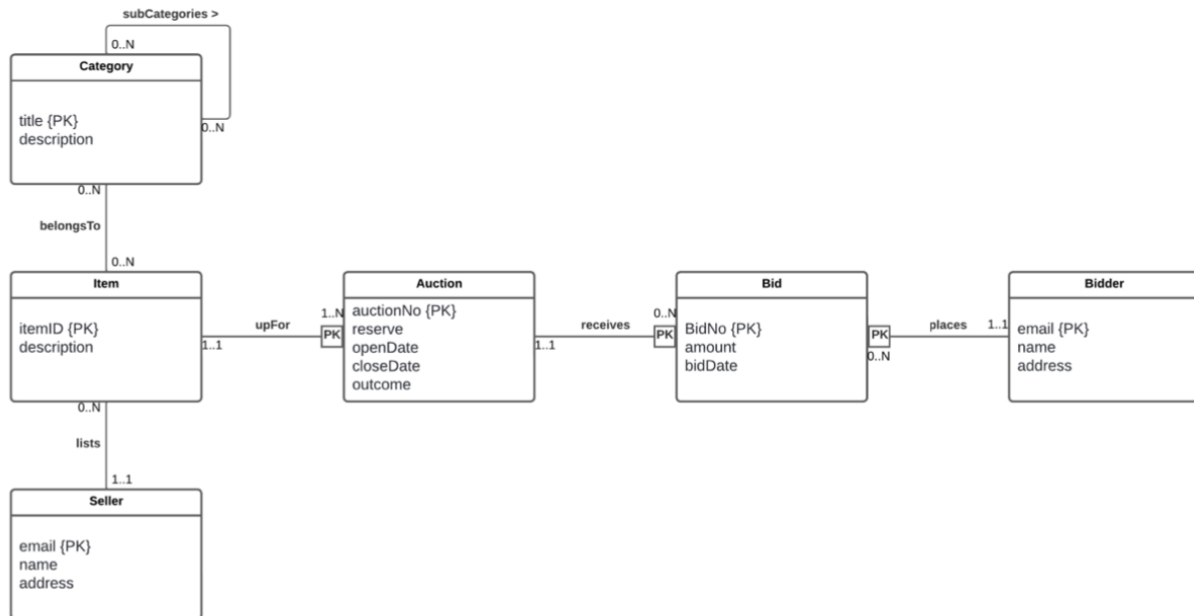 subCategories >
0..N
Category
title {PK}
description
0..N
0..N
belongsTo
0..N
Item
itemID {PK}
description
1..1
upFor
1..N
PK
Auction
auctionNo {PK}
reserve
openDate
closeDate
outcome
1..1
receives
0..N
PK
Bid
BidNo {PK}
amount
bidDate
PK
0..N
places
1..1
Bidder
email {PK}
name
address
0..N
lists
1..1
Seller
email {PK}
name
address